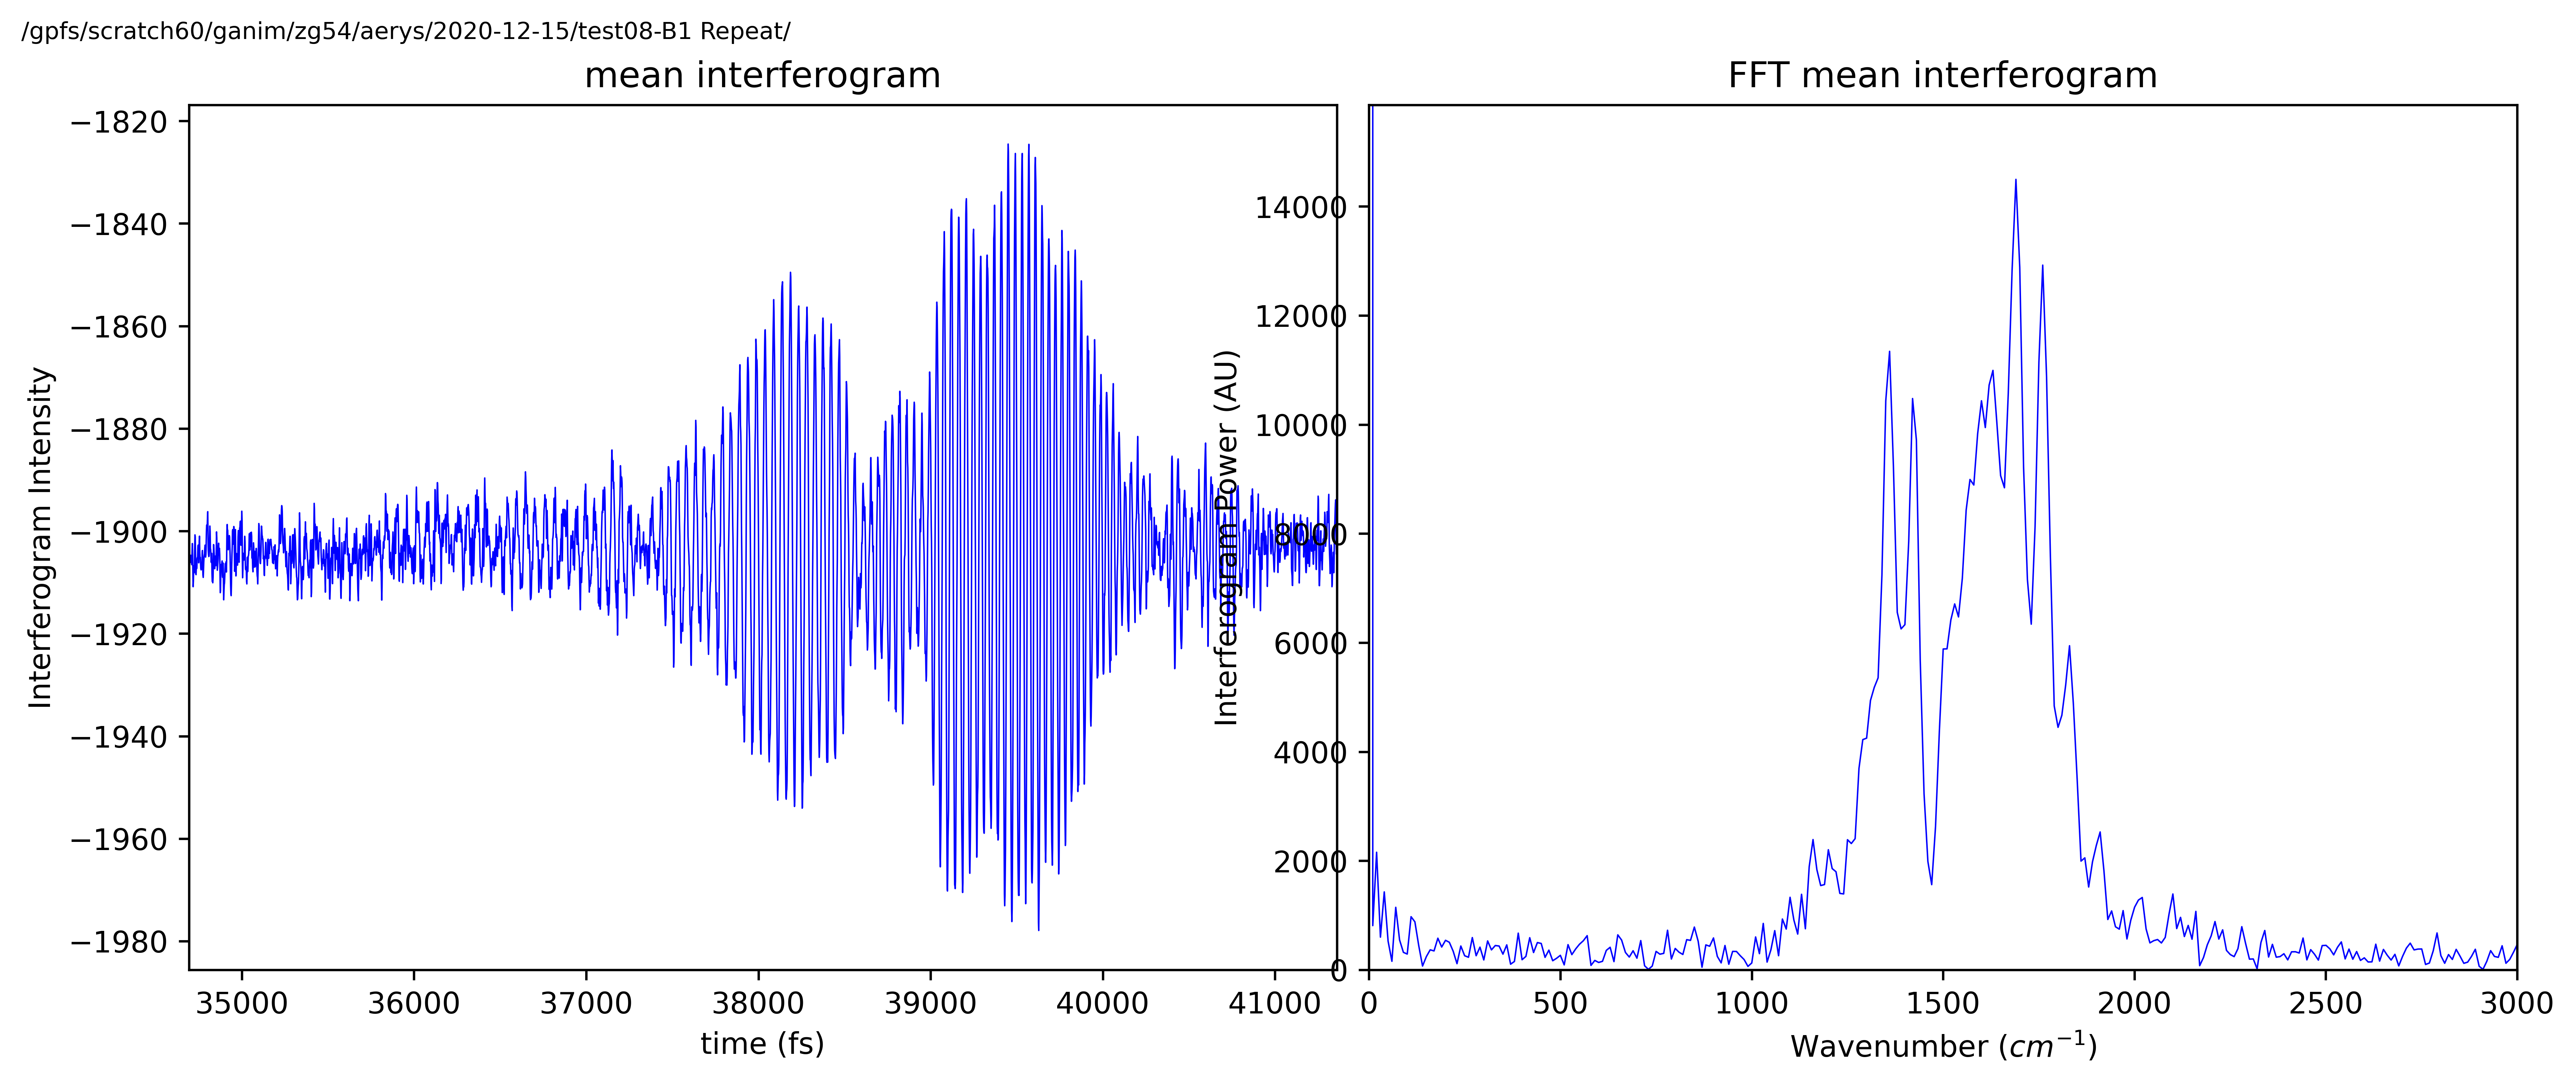 /gpfs/scratch60/ganim/zg54/aerys/2020-12-15/test08-B1 Repeat/
mean interferogram
−1820
−1840
−1860
−1880
−1900
−1920
−1940
−1960
−1980
Interferogram Intensity
35000 36000 37000 38000 39000 40000 41000
time (fs)
FFT mean interferogram
14000
12000
10000
8000
6000
4000
2000
0
Interferogram Power (AU)
0 500 1000 1500 2000 2500 3000
Wavenumber (cm⁻¹)